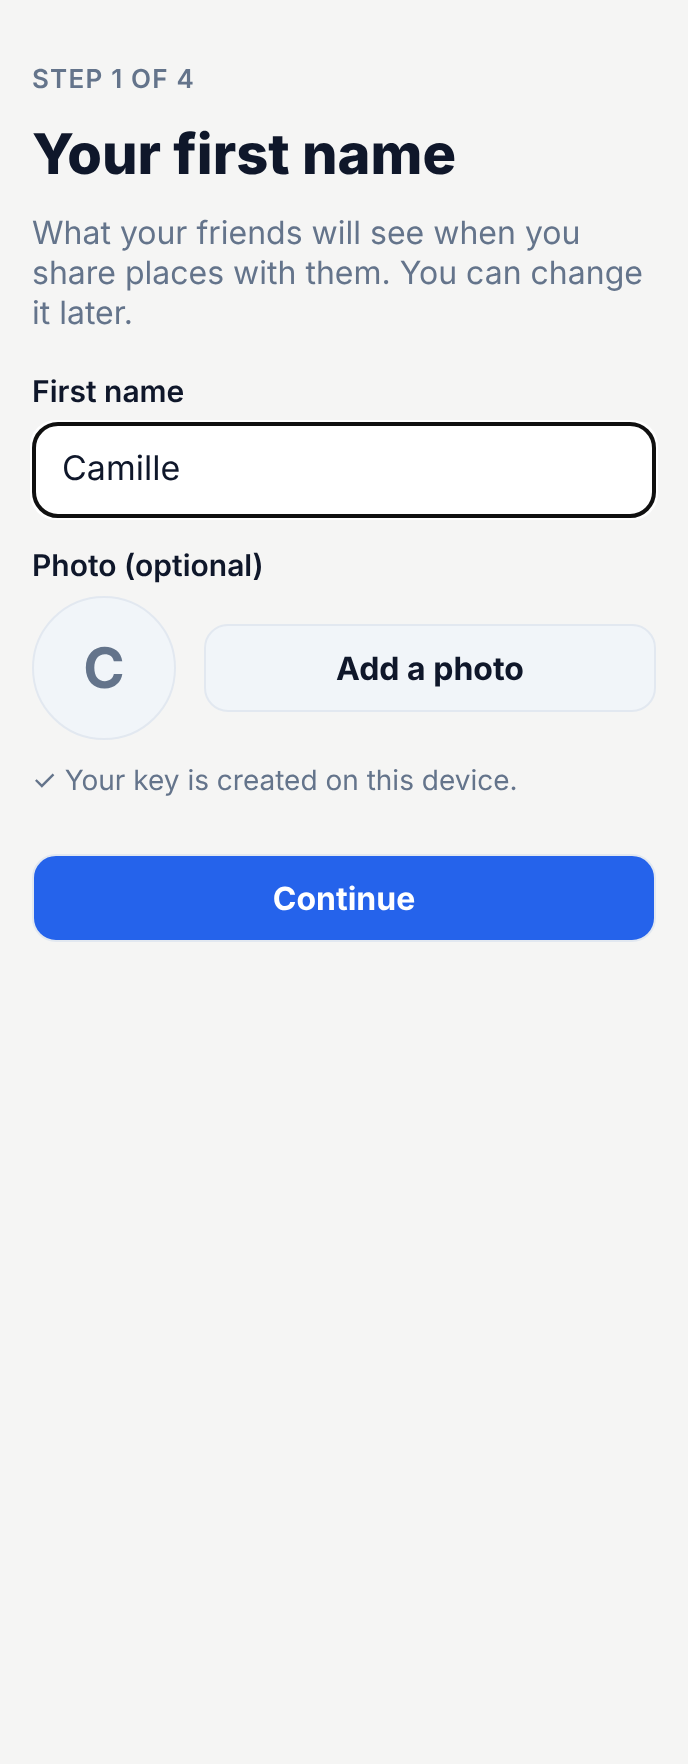 STEP 1 OF 4
Your first name
What your friends will see when you
share places with them. You can change
it later.
First name
Camille
Photo (optional)
C
Add a photo
✓ Your key is created on this device.
Continue